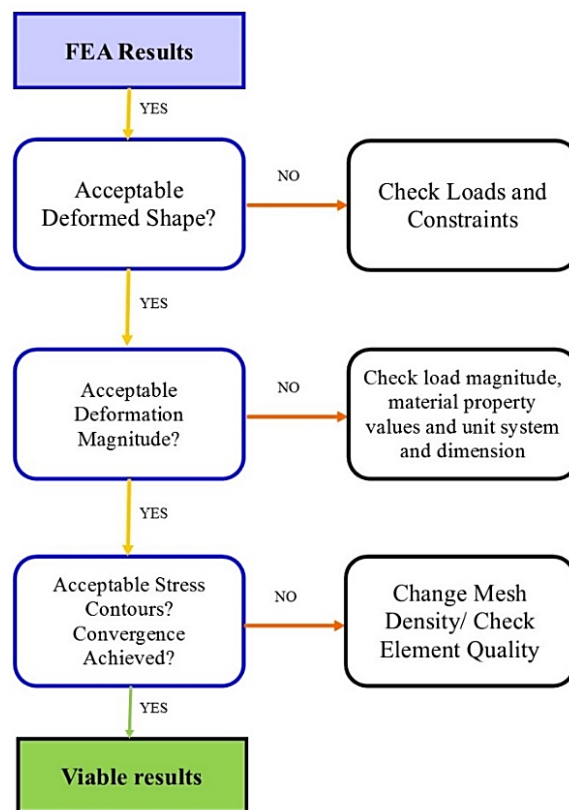 FEA Results
YES
Acceptable
Deformed Shape?
NO
Check Loads and
Constraints
YES
Acceptable
Deformation
Magnitude?
NO
Check load magnitude,
material property
values and unit system
and dimension
YES
Acceptable Stress
Contours?
Convergence
Achieved?
NO
Change Mesh
Density/ Check
Element Quality
YES
Viable results